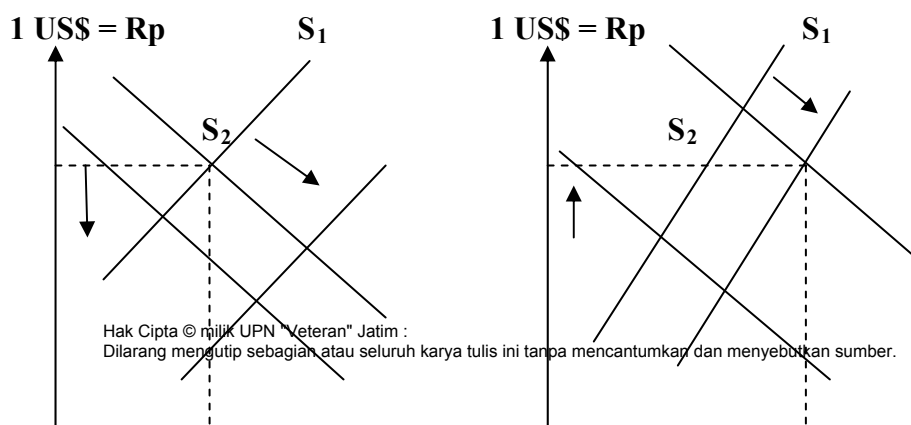 1 US$ = Rp S₁ 1 US$ = Rp S₁
S₂ S₂
Hak Cipta © milik UPN "Veteran" Jatim :
Dilarang mengutip sebagian atau seluruh karya tulis ini tanpa mencantumkan dan menyebutkan sumber.